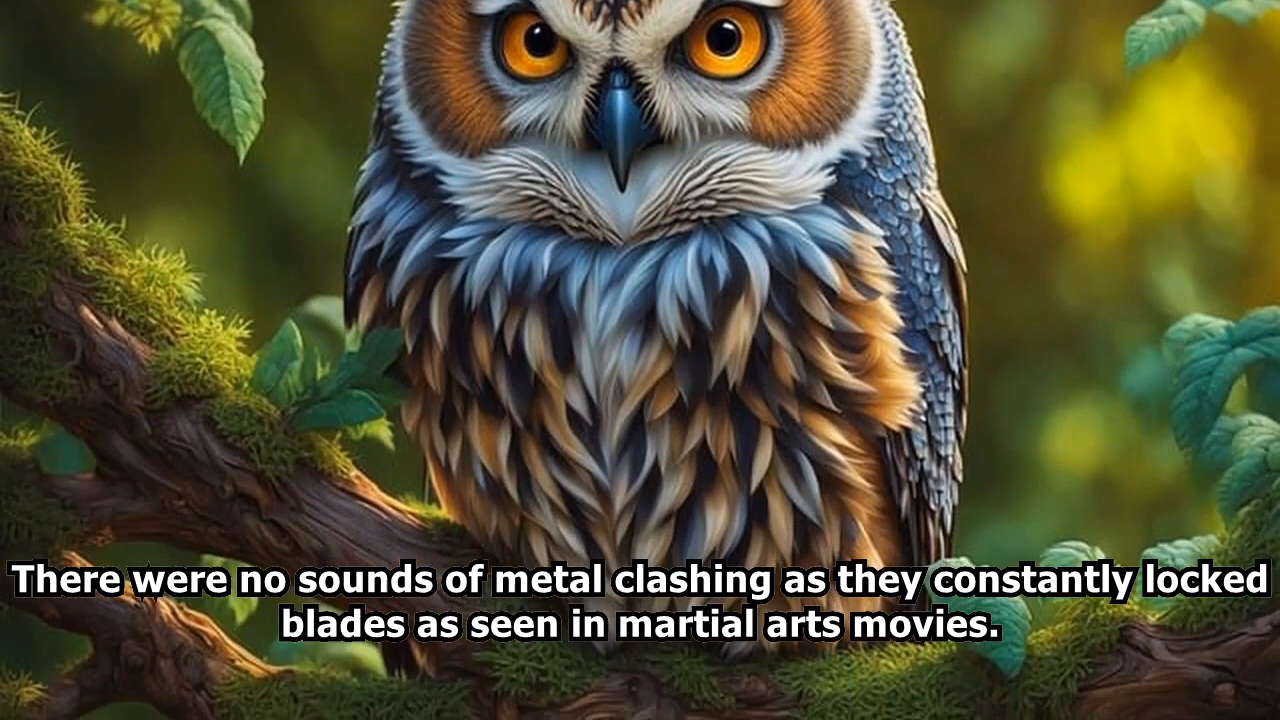 There were no sounds of metal clashing as they constantly locked
blades as seen in martial arts movies.